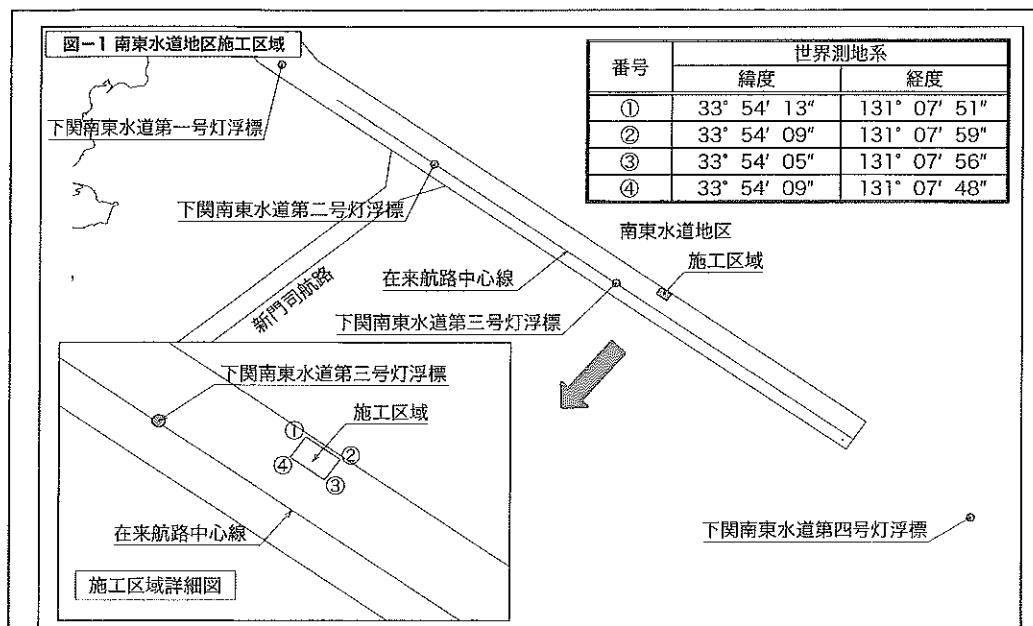 図－1 南東水道地区施工区域
番号 世界測地系
緯度 経度
① 33° 54′ 13″ 131° 07′ 51″
② 33° 54′ 09″ 131° 07′ 59″
③ 33° 54′ 05″ 131° 07′ 56″
④ 33° 54′ 09″ 131° 07′ 48″
下関南東水道第一号灯浮標
下関南東水道第二号灯浮標
南東水道地区
施工区域
在来航路中心線
新門司航路
下関南東水道第三号灯浮標
下関南東水道第四号灯浮標
下関南東水道第三号灯浮標
施工区域
①
②
④
③
在来航路中心線
施工区域詳細図